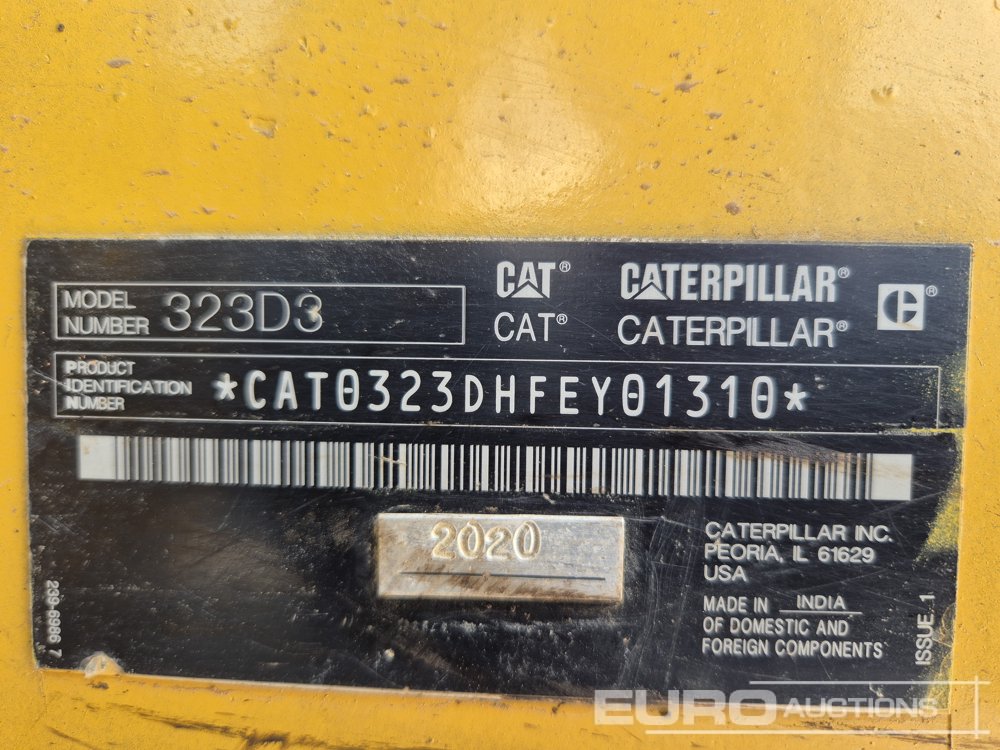 CAT® CATERPILLAR®
MODEL NUMBER 323D3
CAT® CATERPILLAR®
C®
PRODUCT IDENTIFICATION NUMBER *CAT0323DHFEY01310*
2020
CATERPILLAR INC.
PEORIA, IL 61629
USA
MADE IN INDIA
OF DOMESTIC AND
FOREIGN COMPONENTS
239-6986 7
ISSUE 1
EURO AUCTIONS